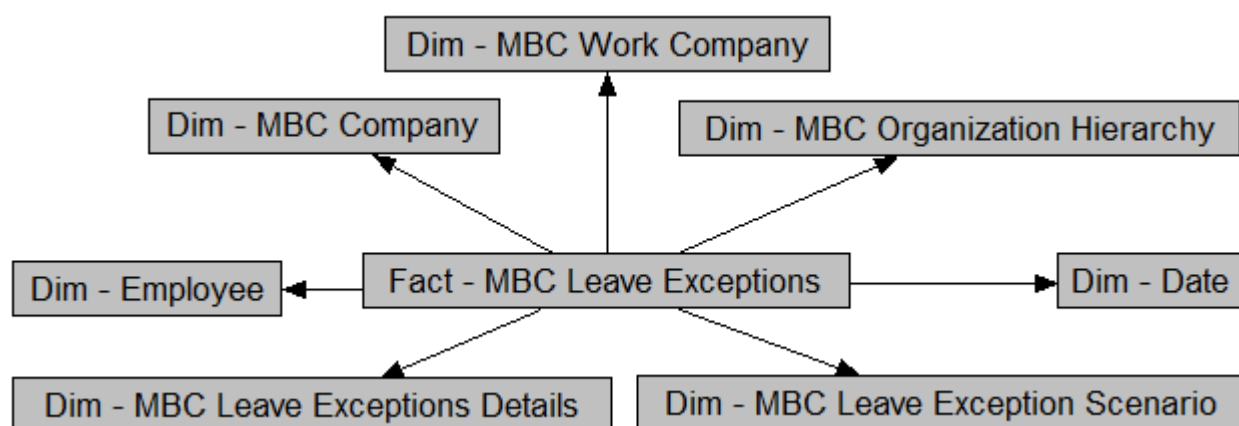 Dim - MBC Work Company
Dim - MBC Company
Dim - MBC Organization Hierarchy
Dim - Employee
Fact - MBC Leave Exceptions
Dim - Date
Dim - MBC Leave Exceptions Details
Dim - MBC Leave Exception Scenario